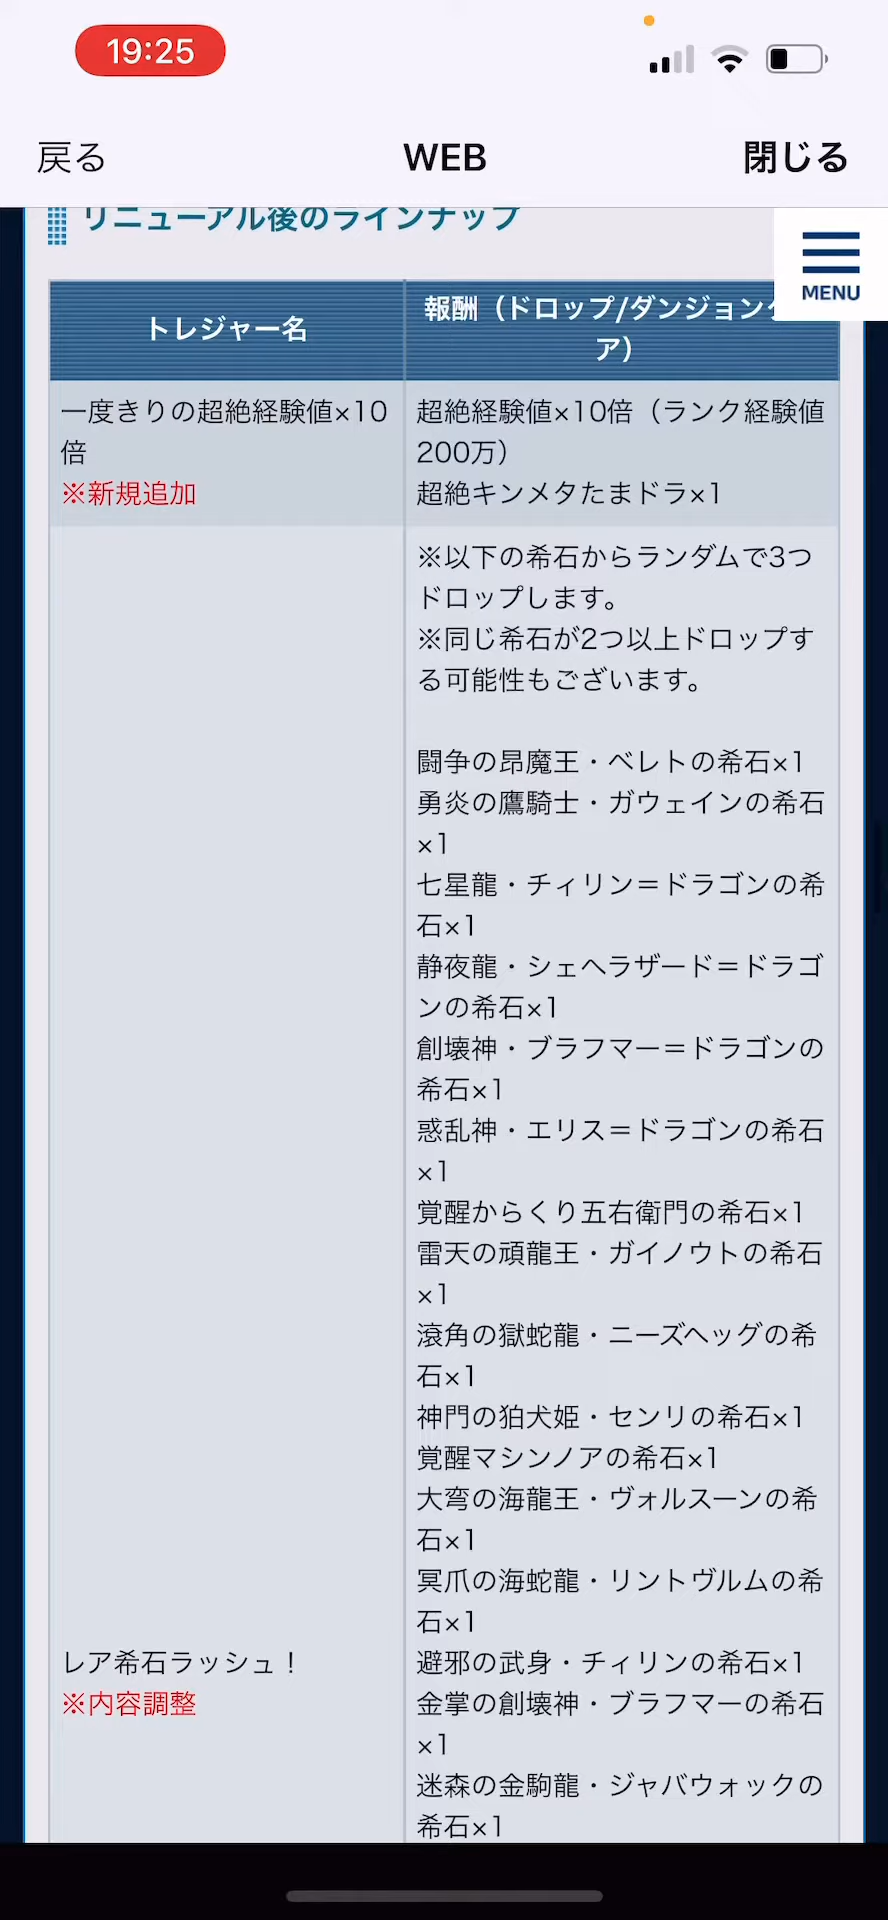 19:25
戻る
WEB
閉じる
リニューアル後のラインナップ
MENU
トレジャー名
報酬（ドロップ/ダンジョンク
ア）
一度きりの超絶経験値×10
倍
※新規追加
超絶経験値×10倍（ランク経験値
200万）
超絶キンメタたまドラ×1
※以下の希石からランダムで3つ
ドロップします。
※同じ希石が2つ以上ドロップす
る可能性もございます。
闘争の昂魔王・ベレトの希石×1
勇炎の鷹騎士・ガウェインの希石
×1
七星龍・チィリン＝ドラゴンの希
石×1
静夜龍・シェヘラザード＝ドラゴ
ンの希石×1
創壊神・ブラフマー＝ドラゴンの
希石×1
惑乱神・エリス＝ドラゴンの希石
×1
覚醒からくり五右衛門の希石×1
雷天の頑龍王・ガイノウトの希石
×1
滾角の獄蛇龍・ニーズヘッグの希
石×1
神門の狛犬姫・センリの希石×1
覚醒マシンノアの希石×1
大弯の海龍王・ヴォルスーンの希
石×1
冥爪の海蛇龍・リントヴルムの希
石×1
レア希石ラッシュ！
※内容調整
避邪の武身・チィリンの希石×1
金掌の創壊神・ブラフマーの希石
×1
迷森の金駒龍・ジャバウォックの
希石×1